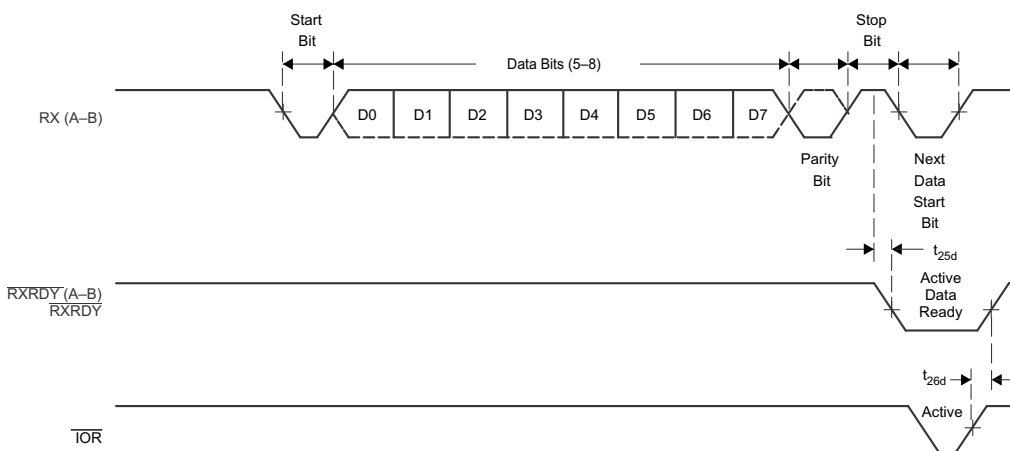 Start
Bit
Stop
Bit
Data Bits (5–8)
RX (A–B)
D0 D1 D2 D3 D4 D5 D6 D7
Parity
Bit
Next
Data
Start
Bit
t25d
RXRDY (A–B)
RXRDY
Active
Data
Ready
t26d
Active
IOR